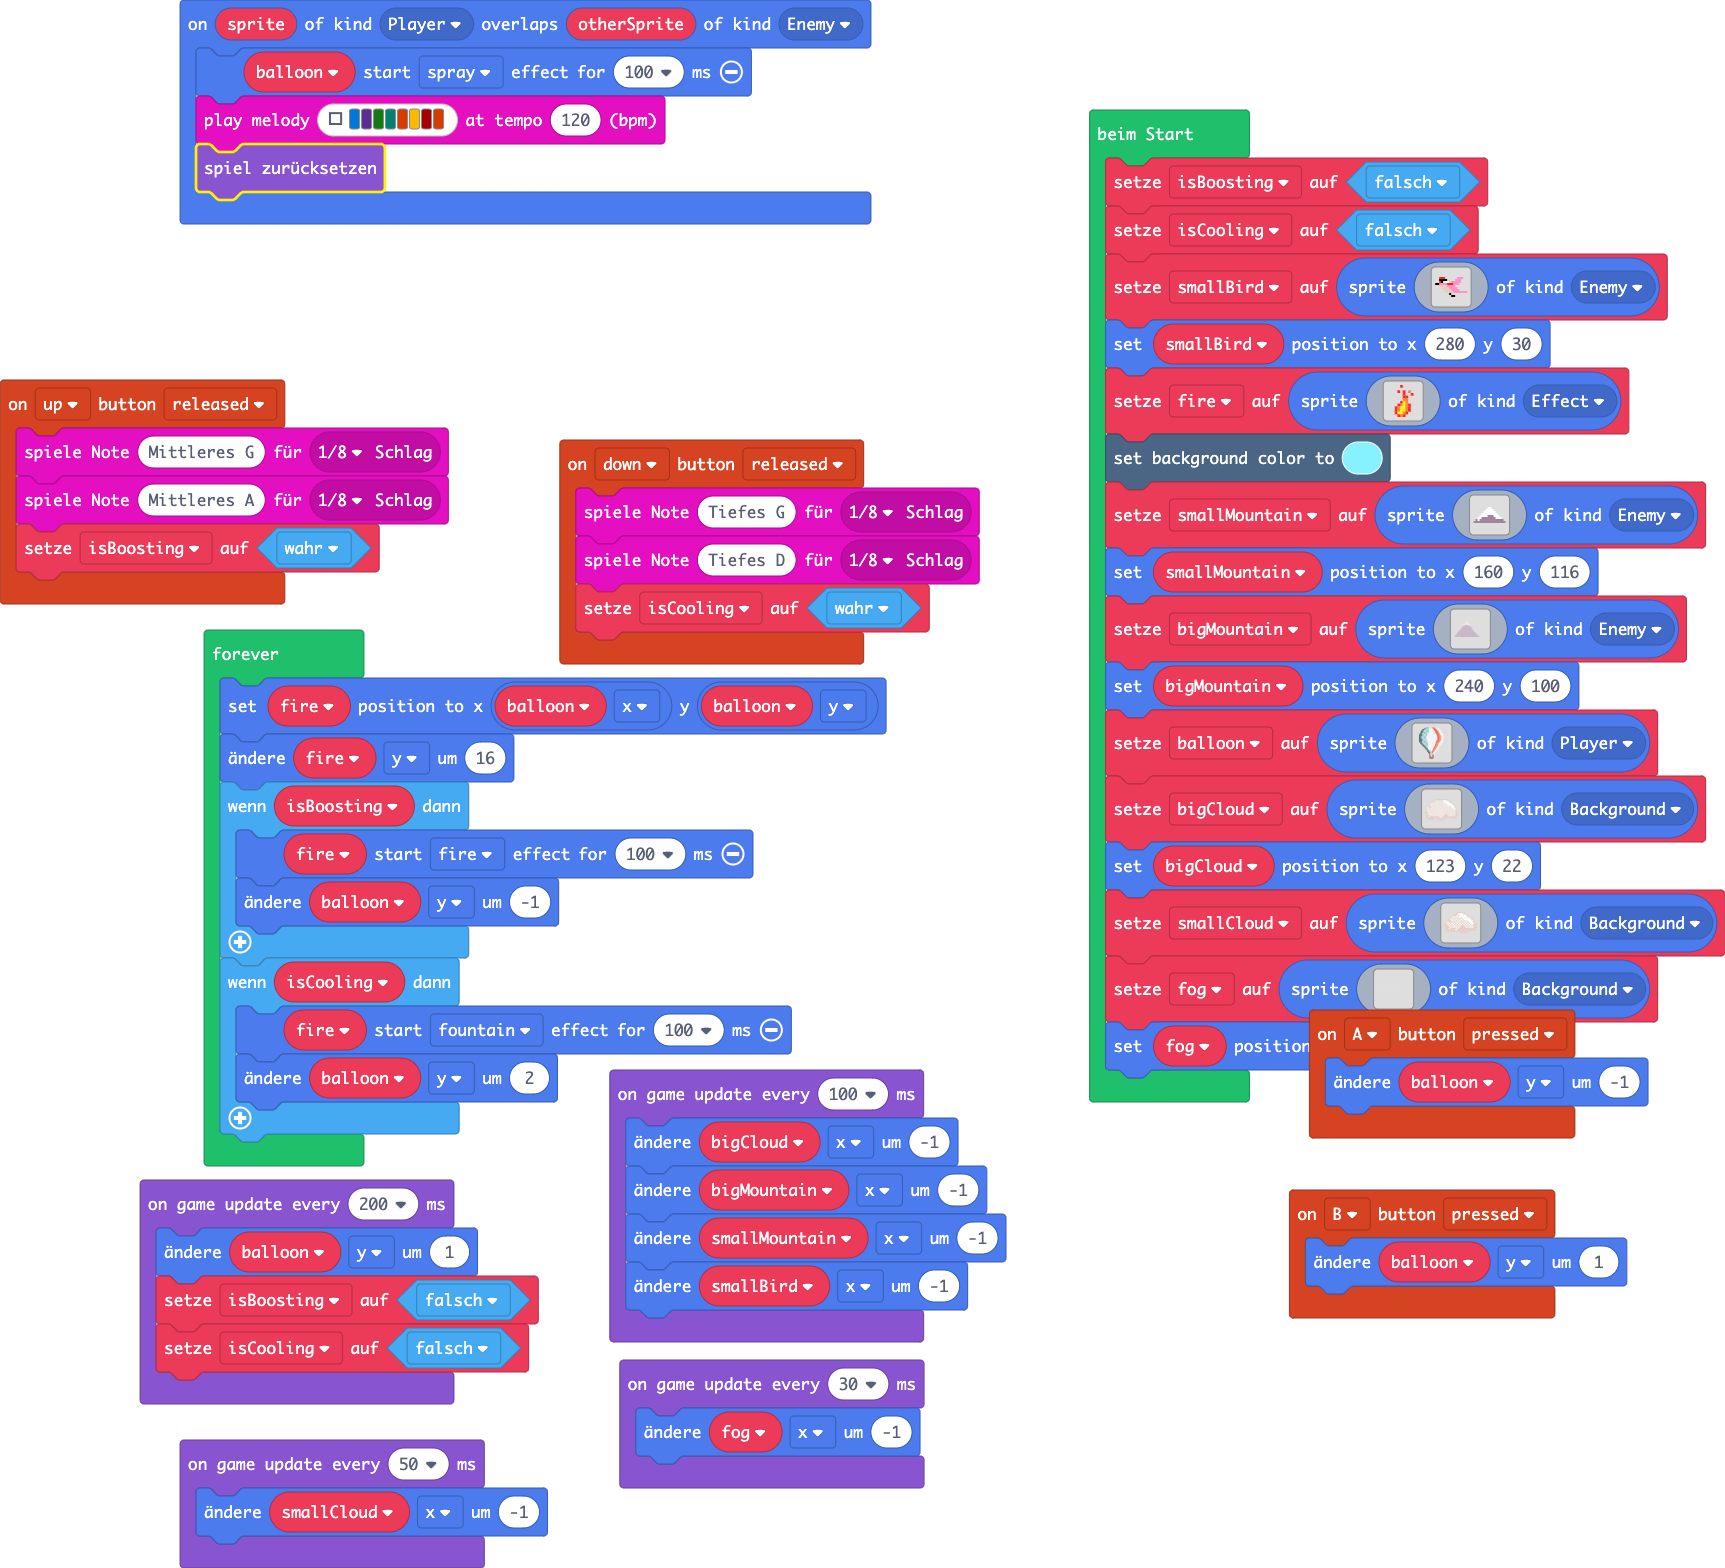 on sprite of kind Player overlaps otherSprite of kind Enemy
balloon start spray effect for 100 ms
play melody at tempo 120 (bpm)
spiel zurücksetzen
on up button released
spiele Note Mittleres G für 1/8 Schlag
spiele Note Mittleres A für 1/8 Schlag
setze isBoosting auf wahr
on down button released
spiele Note Tiefes G für 1/8 Schlag
spiele Note Tiefes D für 1/8 Schlag
setze isCooling auf wahr
forever
set fire position to x balloon x y balloon y
ändere fire y um 16
wenn isBoosting dann
fire start fire effect for 100 ms
ändere balloon y um -1
wenn isCooling dann
fire start fountain effect for 100 ms
ändere balloon y um 2
on game update every 200 ms
ändere balloon y um 1
setze isBoosting auf falsch
setze isCooling auf falsch
on game update every 50 ms
ändere smallCloud x um -1
on game update every 100 ms
ändere bigCloud x um -1
ändere bigMountain x um -1
ändere smallMountain x um -1
ändere smallBird x um -1
on game update every 30 ms
ändere fog x um -1
beim Start
setze isBoosting auf falsch
setze isCooling auf falsch
setze smallBird auf sprite of kind Enemy
set smallBird position to x 280 y 30
setze fire auf sprite of kind Effect
set background color to
setze smallMountain auf sprite of kind Enemy
set smallMountain position to x 160 y 116
setze bigMountain auf sprite of kind Enemy
set bigMountain position to x 240 y 100
setze balloon auf sprite of kind Player
setze bigCloud auf sprite of kind Background
set bigCloud position to x 123 y 22
setze smallCloud auf sprite of kind Background
setze fog auf sprite of kind Background
set fog position
on A button pressed
ändere balloon y um -1
on B button pressed
ändere balloon y um 1